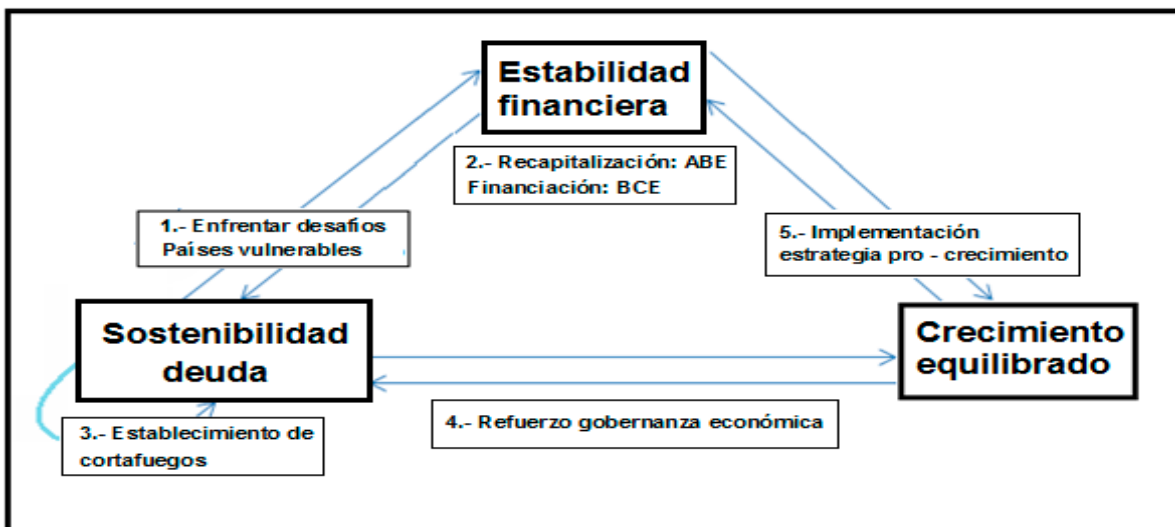 Estabilidad
financiera
2.- Recapitalización: ABE
Financiación: BCE
1.- Enfrentar desafíos
Países vulnerables
5.- Implementación
estrategia pro - crecimiento
Sostenibilidad
deuda
Crecimiento
equilibrado
3.- Establecimiento de
cortafuegos
4.- Refuerzo gobernanza económica